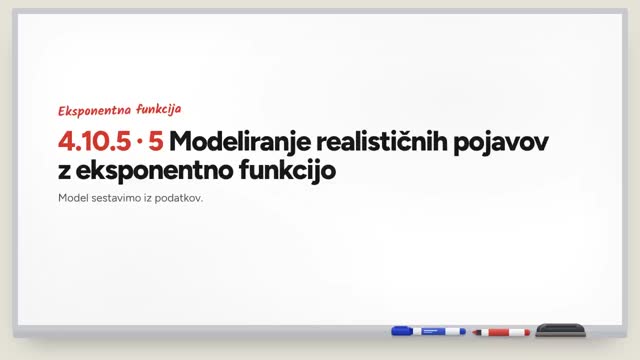 Eksponentna funkcija
4.10.5 · 5 Modeliranje realističnih pojavov
z eksponentno funkcijo
Model sestavimo iz podatkov.